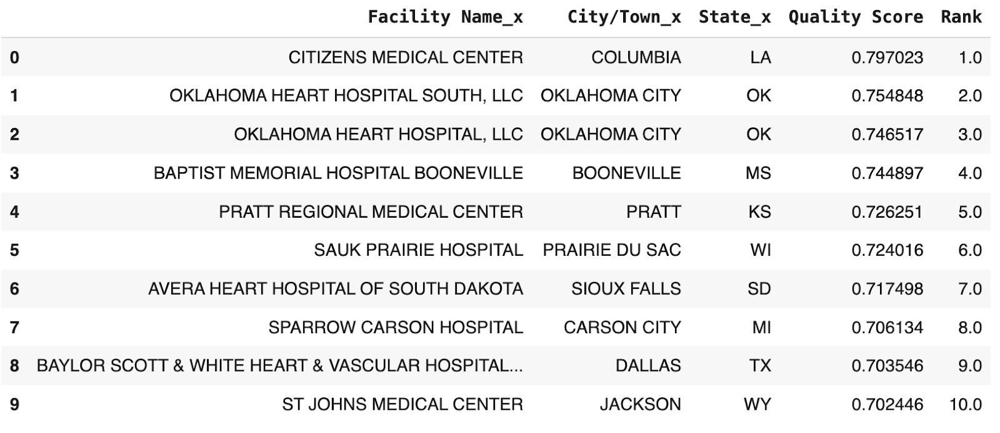 Facility Name_x City/Town_x State_x Quality Score Rank
0 CITIZENS MEDICAL CENTER COLUMBIA LA 0.797023 1.0
1 OKLAHOMA HEART HOSPITAL SOUTH, LLC OKLAHOMA CITY OK 0.754848 2.0
2 OKLAHOMA HEART HOSPITAL, LLC OKLAHOMA CITY OK 0.746517 3.0
3 BAPTIST MEMORIAL HOSPITAL BOONEVILLE BOONEVILLE MS 0.744897 4.0
4 PRATT REGIONAL MEDICAL CENTER PRATT KS 0.726251 5.0
5 SAUK PRAIRIE HOSPITAL PRAIRIE DU SAC WI 0.724016 6.0
6 AVERA HEART HOSPITAL OF SOUTH DAKOTA SIOUX FALLS SD 0.717498 7.0
7 SPARROW CARSON HOSPITAL CARSON CITY MI 0.706134 8.0
8 BAYLOR SCOTT & WHITE HEART & VASCULAR HOSPITAL... DALLAS TX 0.703546 9.0
9 ST JOHNS MEDICAL CENTER JACKSON WY 0.702446 10.0